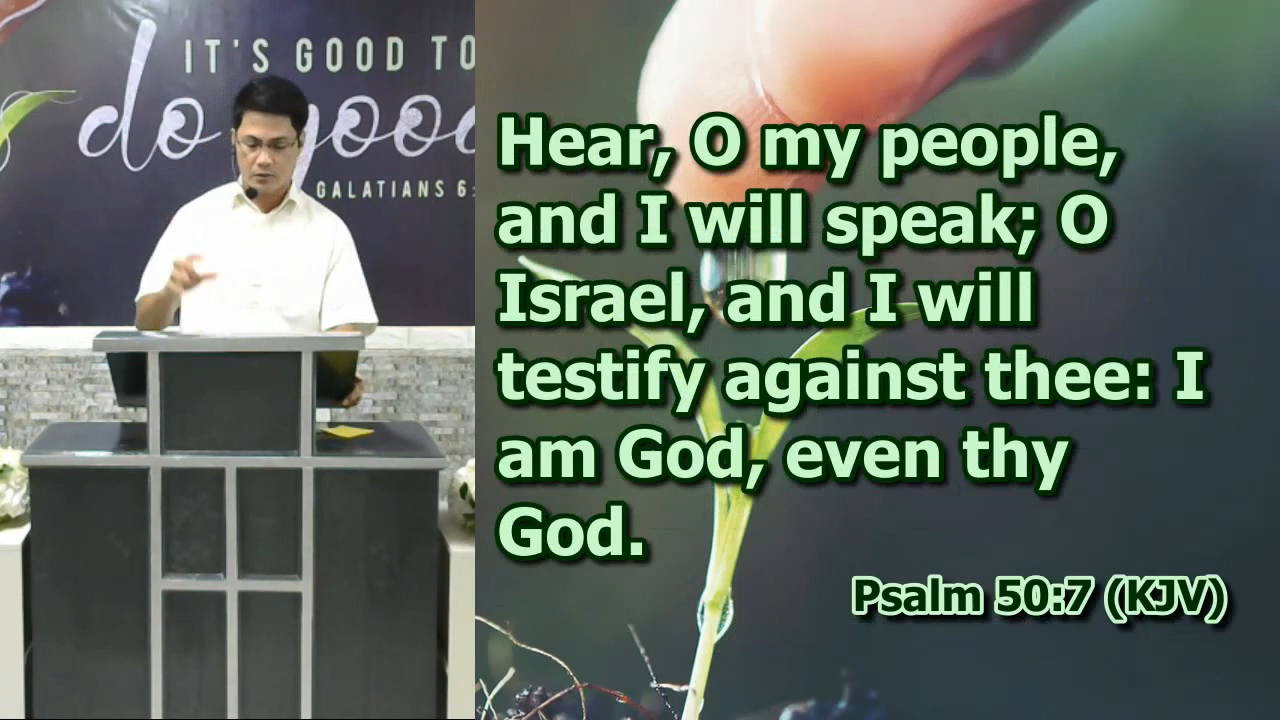 IT'S GOOD TO
do good
GALATIANS 6:
Hear, O my people,
and I will speak; O
Israel, and I will
testify against thee: I
am God, even thy
God.
Psalm 50:7 (KJV)